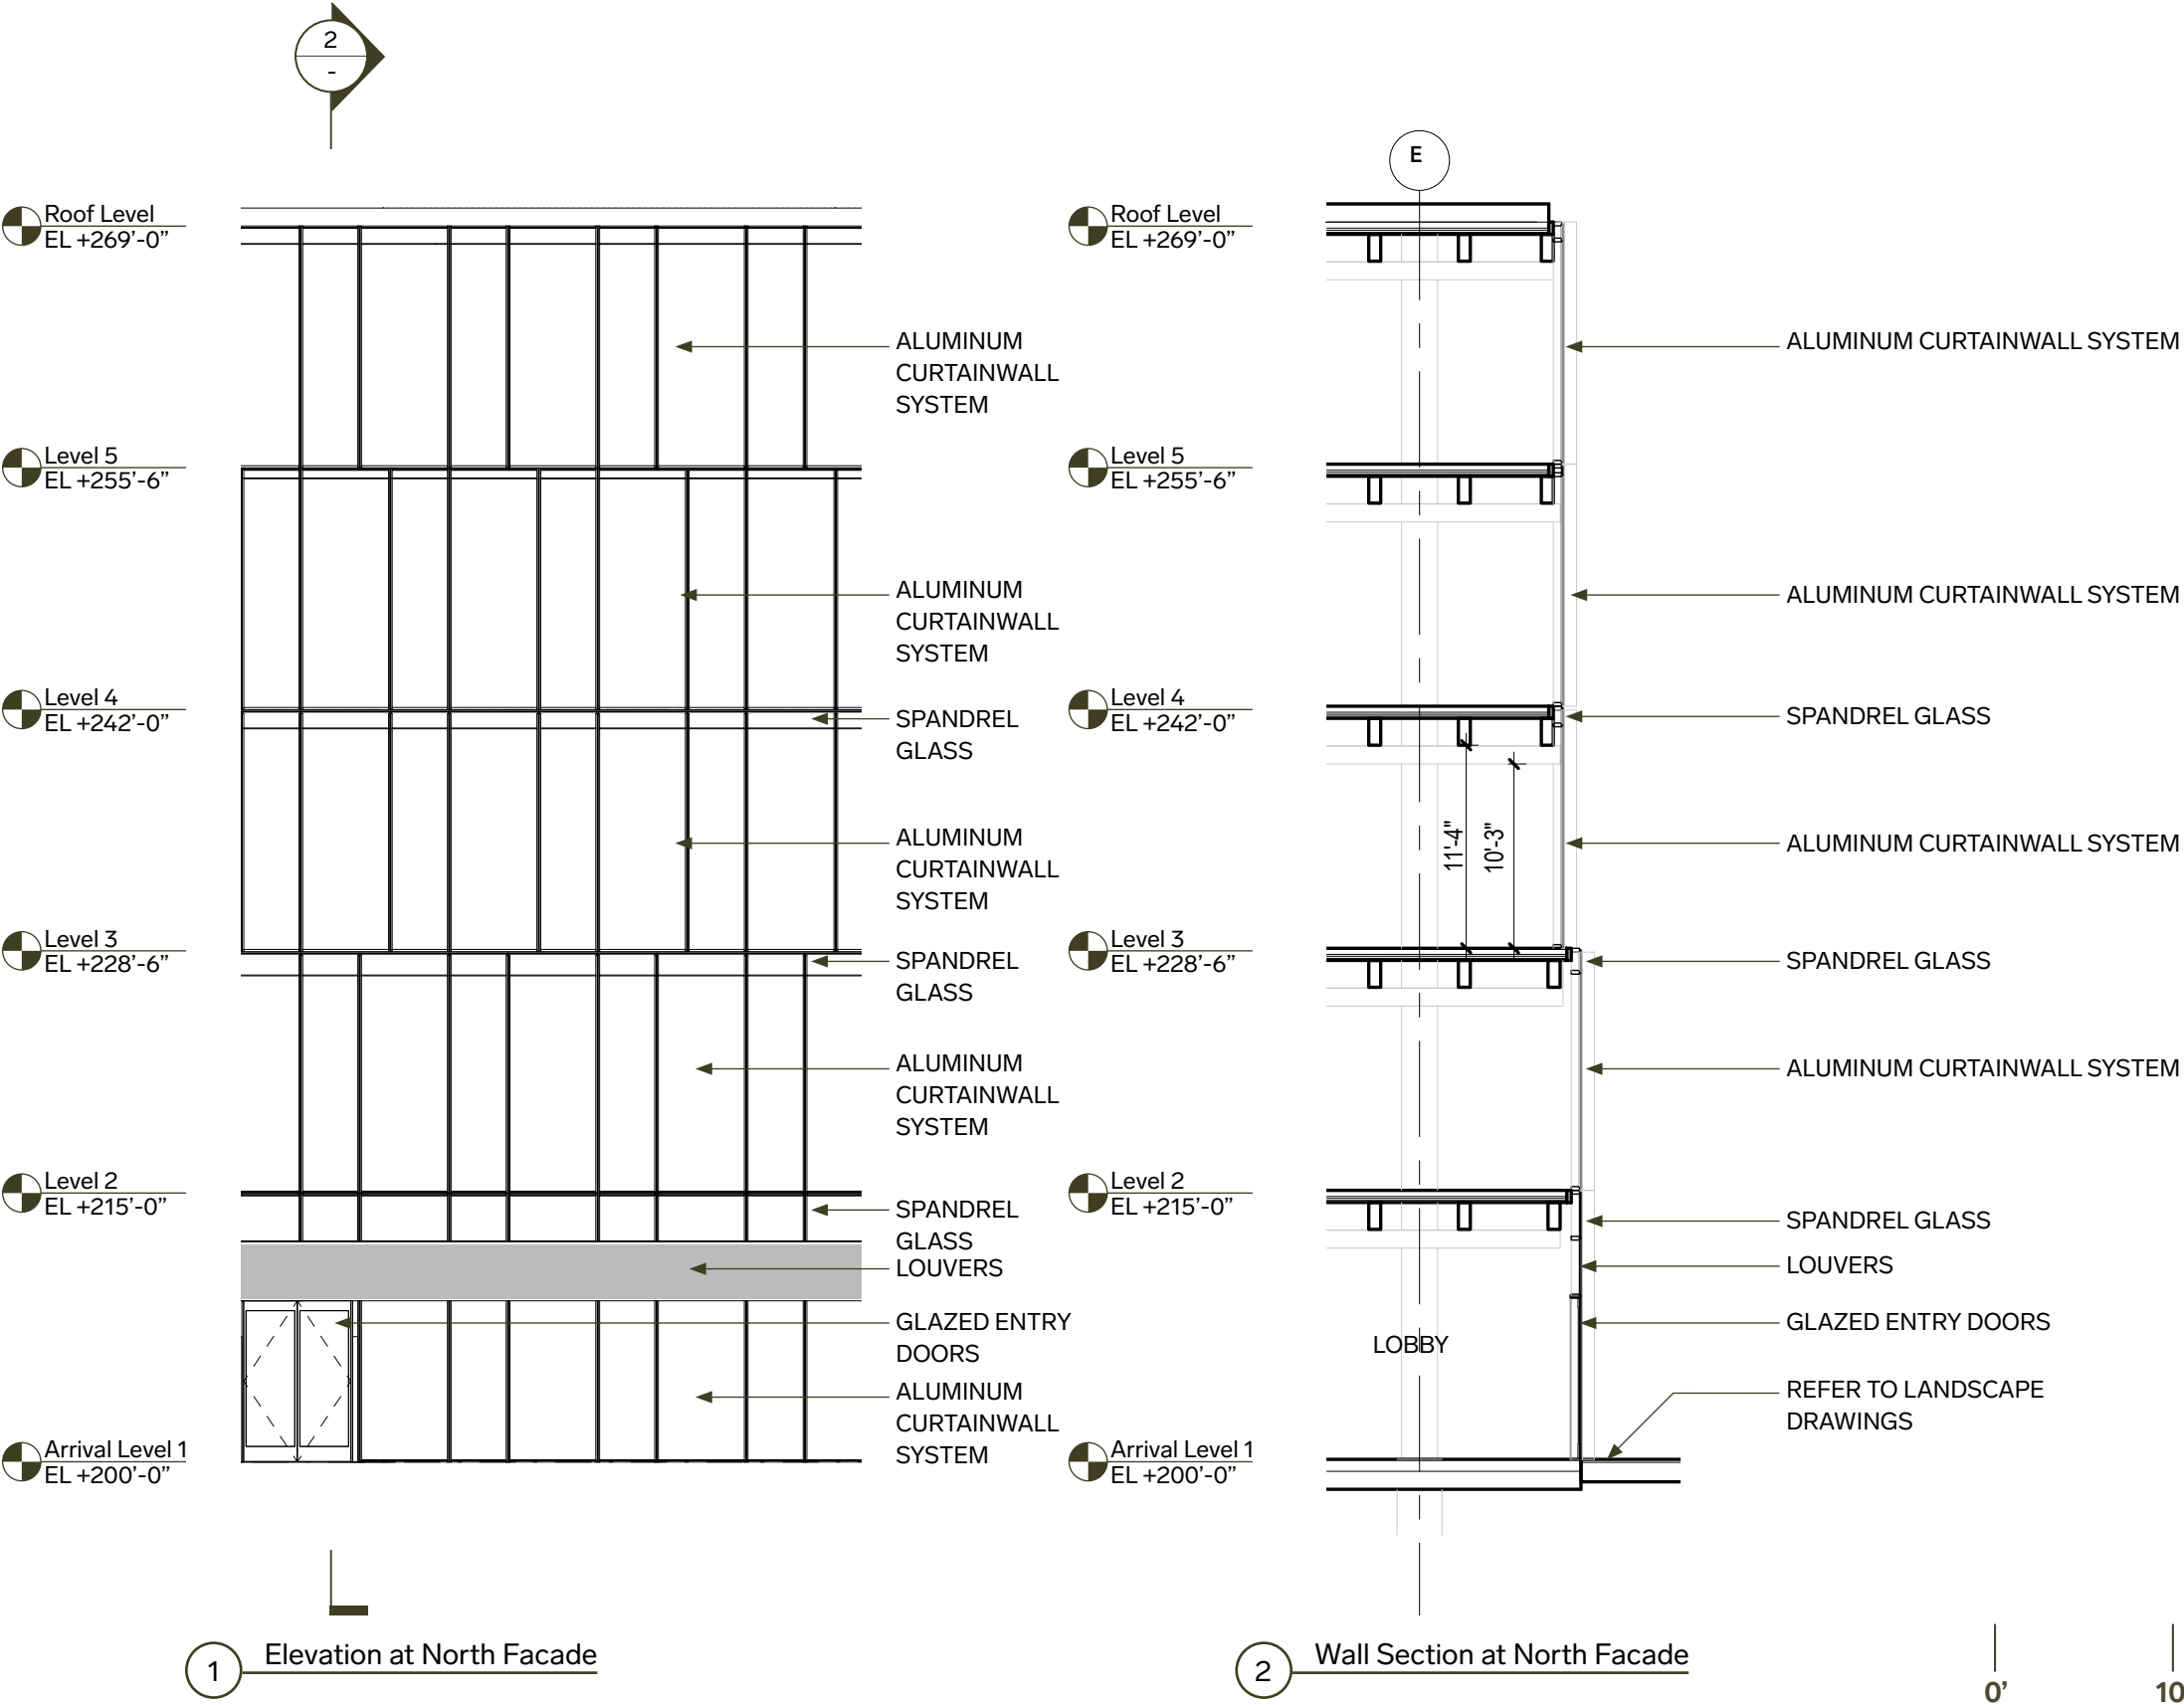 2
-
Roof Level
EL +269’-0”
ALUMINUM
CURTAINWALL
SYSTEM
Level 5
EL +255’-6”
ALUMINUM
CURTAINWALL
SYSTEM
Level 4
EL +242’-0”
SPANDREL
GLASS
ALUMINUM
CURTAINWALL
SYSTEM
Level 3
EL +228’-6”
SPANDREL
GLASS
ALUMINUM
CURTAINWALL
SYSTEM
Level 2
EL +215’-0”
SPANDREL
GLASS
LOUVERS
GLAZED ENTRY
DOORS
ALUMINUM
CURTAINWALL
SYSTEM
Arrival Level 1
EL +200’-0”
1
Elevation at North Facade
E
Roof Level
EL +269’-0”
ALUMINUM CURTAINWALL SYSTEM
Level 5
EL +255’-6”
ALUMINUM CURTAINWALL SYSTEM
Level 4
EL +242’-0”
SPANDREL GLASS
11'-4"
10'-3"
ALUMINUM CURTAINWALL SYSTEM
Level 3
EL +228’-6”
SPANDREL GLASS
ALUMINUM CURTAINWALL SYSTEM
Level 2
EL +215’-0”
SPANDREL GLASS
LOUVERS
GLAZED ENTRY DOORS
LOBBY
REFER TO LANDSCAPE
DRAWINGS
Arrival Level 1
EL +200’-0”
2
Wall Section at North Facade
0’
10